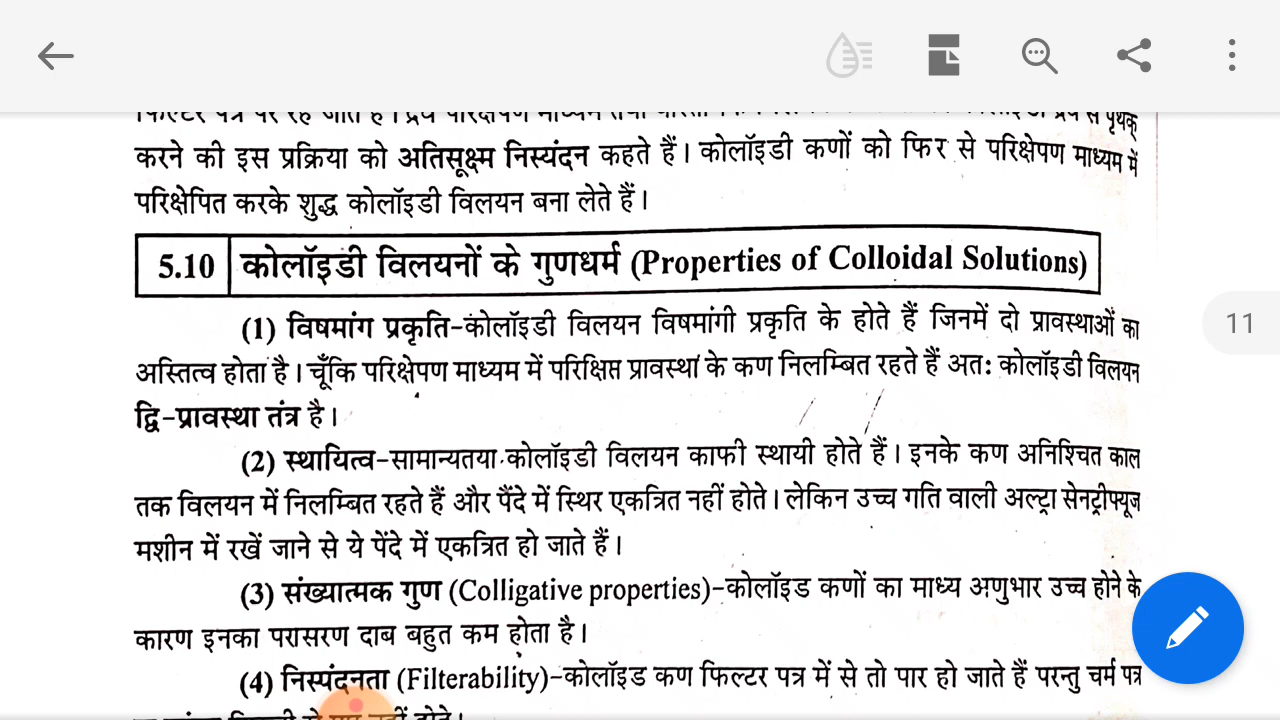 11
करने की इस प्रक्रिया को अतिसूक्ष्म निस्यंदन कहते हैं। कोलॉइडी कणों को फिर से परिक्षेपण माध्यम में
परिक्षेपित करके शुद्ध कोलॉइडी विलयन बना लेते हैं।
5.10 कोलॉइडी विलयनों के गुणधर्म (Properties of Colloidal Solutions)
(1) विषमांग प्रकृति-कोलॉइडी विलयन विषमांगी प्रकृति के होते हैं जिनमें दो प्रावस्थाओं का
अस्तित्व होता है। चूँकि परिक्षेपण माध्यम में परिक्षिप्त प्रावस्था के कण निलम्बित रहते हैं अतः कोलॉइडी विलयन
द्वि-प्रावस्था तंत्र है।
(2) स्थायित्व-सामान्यतया कोलॉइडी विलयन काफी स्थायी होते हैं। इनके कण अनिश्चित काल
तक विलयन में निलम्बित रहते हैं और पैंदे में स्थिर एकत्रित नहीं होते। लेकिन उच्च गति वाली अल्ट्रा सेनट्रीफ्यूज
मशीन में रखें जाने से ये पेंदे में एकत्रित हो जाते हैं।
(3) संख्यात्मक गुण (Colligative properties)-कोलॉइड कणों का माध्य अणुभार उच्च होने के
कारण इनका परासरण दाब बहुत कम होता है।
(4) निस्पंदनता (Filterability)-कोलॉइड कण फिल्टर पत्र में से तो पार हो जाते हैं परन्तु चर्म पत्र